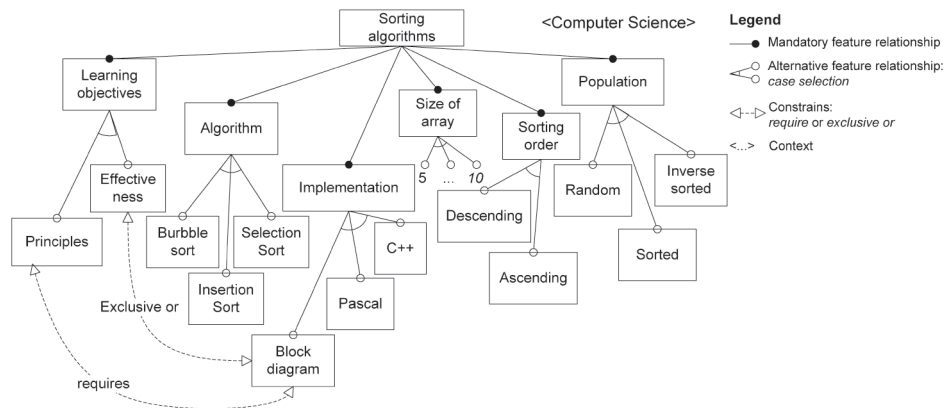 Sorting
algorithms
<Computer Science>
Legend
Mandatory feature relationship
Alternative feature relationship:
case selection
Constrains:
require or exclusive or
<...> Context
Learning
objectives
Algorithm
Implementation
Size of
array
5 ... 10
Sorting
order
Population
Effective
ness
Principles
Burbble
sort
Selection
Sort
Insertion
Sort
C++
Pascal
Block
diagram
Descending
Ascending
Random
Inverse
sorted
Sorted
Exclusive or
requires